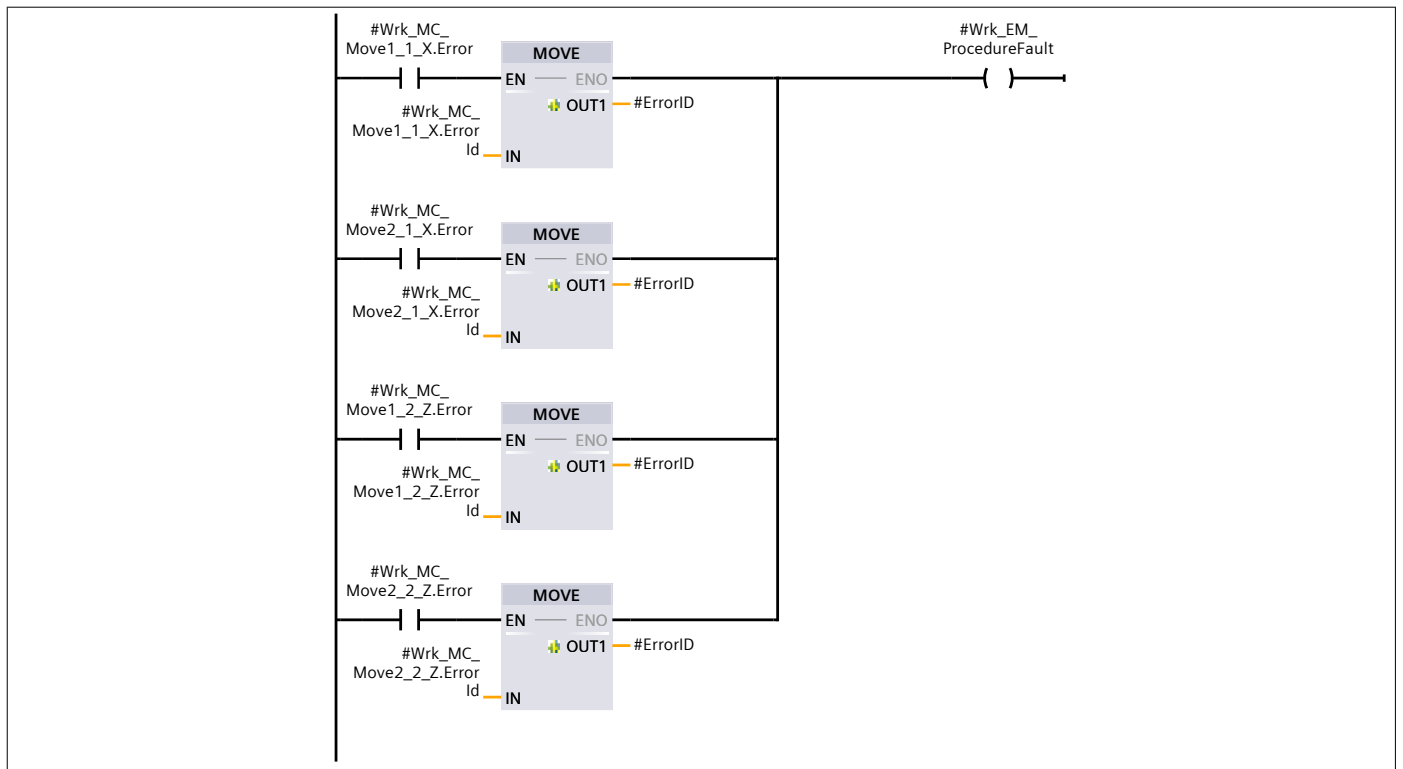 #Wrk_MC_
Move1_1_X.Error
#Wrk_EM_
ProcedureFault
MOVE
EN
ENO
OUT1
#ErrorID
#Wrk_MC_
Move1_1_X.Error
Id
IN
#Wrk_MC_
Move2_1_X.Error
MOVE
EN
ENO
OUT1
#ErrorID
#Wrk_MC_
Move2_1_X.Error
Id
IN
#Wrk_MC_
Move1_2_Z.Error
MOVE
EN
ENO
OUT1
#ErrorID
#Wrk_MC_
Move1_2_Z.Error
Id
IN
#Wrk_MC_
Move2_2_Z.Error
MOVE
EN
ENO
OUT1
#ErrorID
#Wrk_MC_
Move2_2_Z.Error
Id
IN